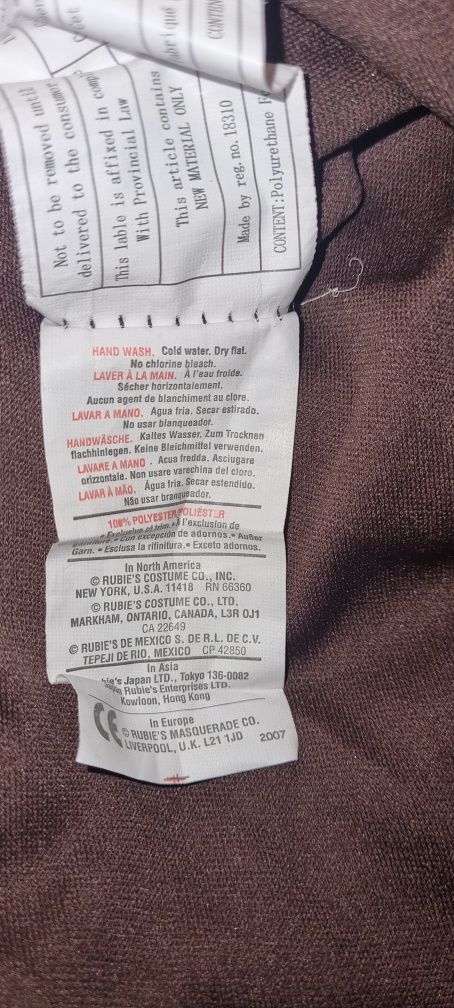 Not to be removed until
delivered to the consumer
This lable is affixed in
With Provincial Law
This article contains
NEW MATERIAL ONLY
Made by reg.no.18310
CONTENT:Polyurethane
HAND WASH. Cold water. Dry flat.
No chlorine bleach.
LAVER À LA MAIN. À l'eau froide.
Sécher horizontalement.
Aucun agent de blanchiment au clore.
LAVAR A MANO. Agua fria. Secar estirado.
No usar blanqueador.
HANDWÄSCHE. Kaltes Wasser. Zum Trocknen
flachhinlegen. Keine Bleichmittel verwenden.
LAVARE A MANO . Acua fredda. Asciugare
orizzontale. Non usare varechina del cloro.
LAVAR À MÃO. Água fria. Secar estendido.
Não usar branqueador.
100% POLYESTER/POLIÉSTER
• Exclusive of trim • À l'exclusion de
• Con excepción de adornos.• Außer
Garn. • Esclusa la rifinitura.• Exceto adornos.
In North America
© RUBIE'S COSTUME CO., INC.
NEW YORK, U.S.A. 11418 RN 66360
© RUBIE'S COSTUME CO., LTD.
MARKHAM, ONTARIO, CANADA, L3R OJ1
CA 22649
© RUBIE'S DE MEXICO S. DE R.L. DE C.V.
TEPEJI DE RIO, MEXICO CP 42850
In Asia
Japan LTD., Tokyo 136-0082
Rubie's Enterprises LTD.
Kowloon, Hong Kong
In Europe
CE © RUBIE'S MASQUERADE CO.
LIVERPOOL, U.K. L21 1JD 2007